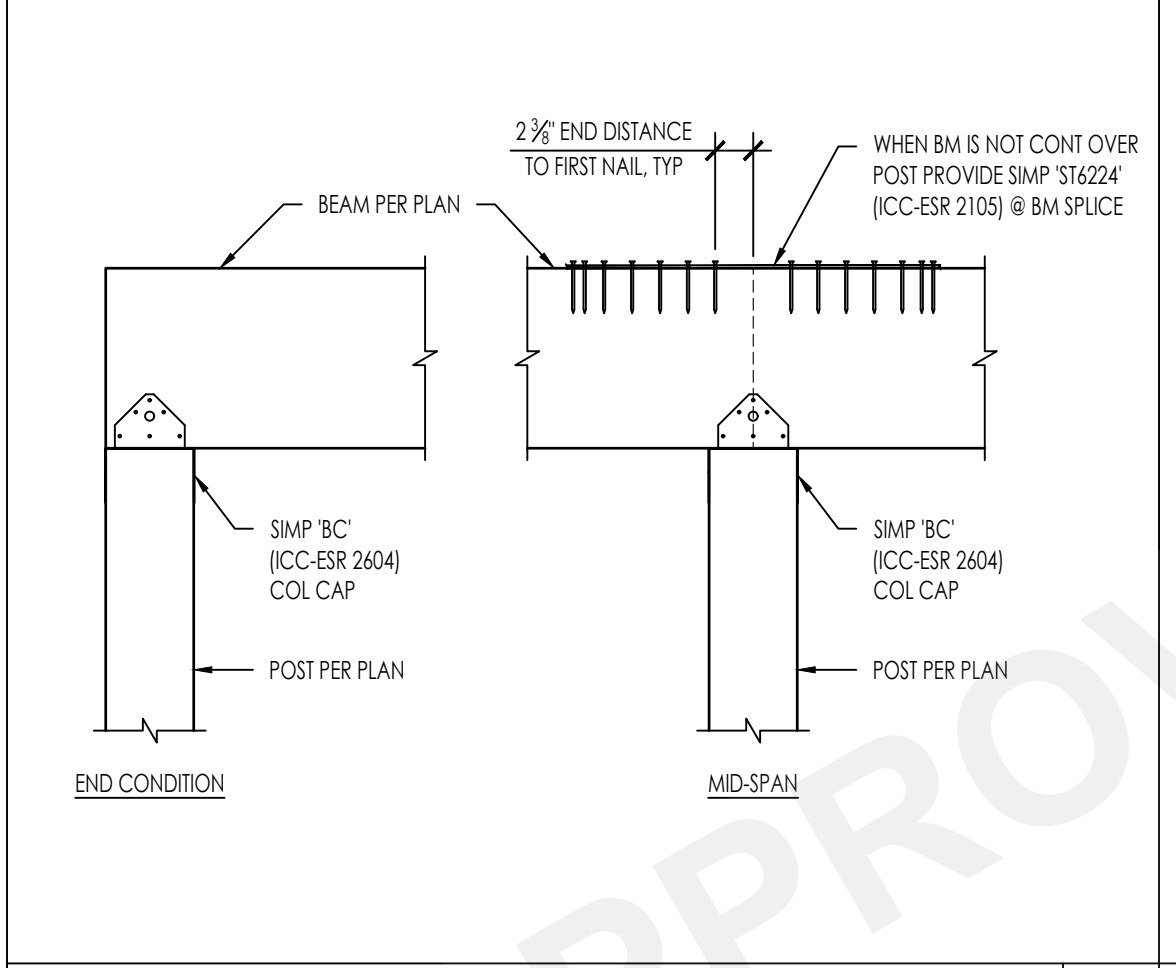 2 3/8" END DISTANCE
TO FIRST NAIL, TYP
WHEN BM IS NOT CONT OVER
POST PROVIDE SIMP 'ST6224'
(ICC-ESR 2105) @ BM SPLICE
BEAM PER PLAN
SIMP 'BC'
(ICC-ESR 2604)
COL CAP
SIMP 'BC'
(ICC-ESR 2604)
COL CAP
POST PER PLAN
POST PER PLAN
END CONDITION
MID-SPAN
PPROV